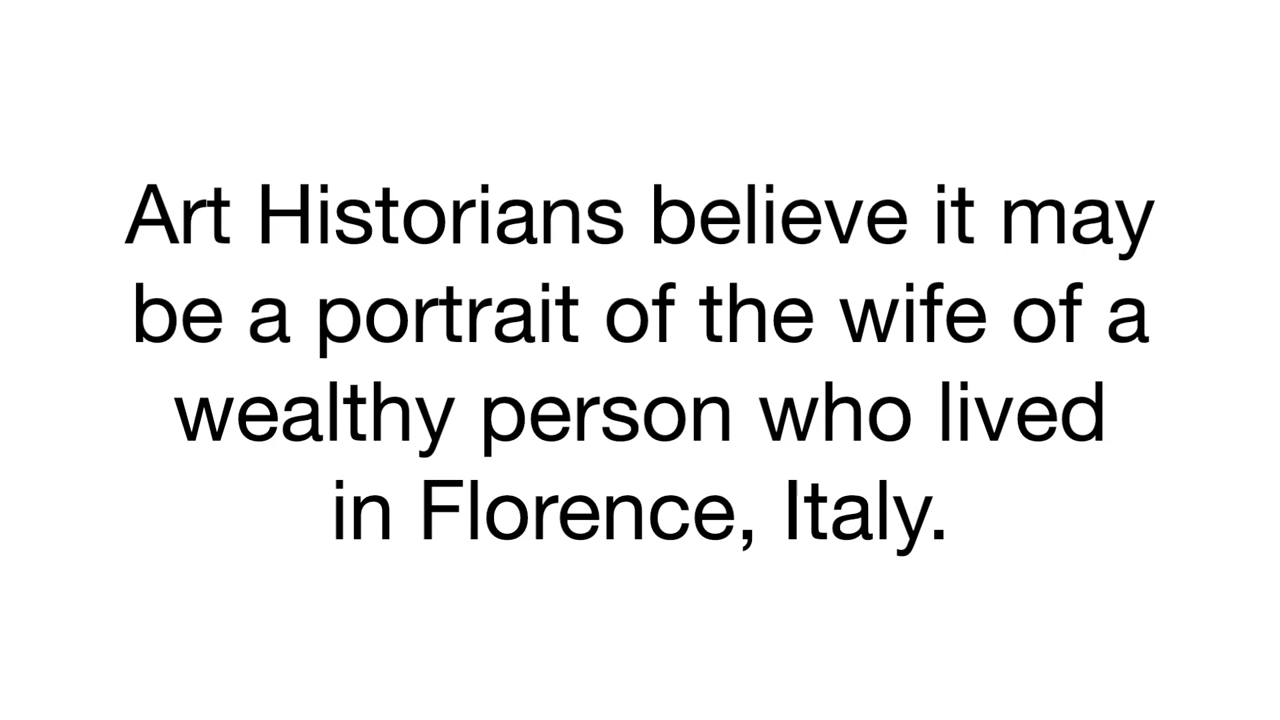 Art Historians believe it may
be a portrait of the wife of a
wealthy person who lived
in Florence, Italy.